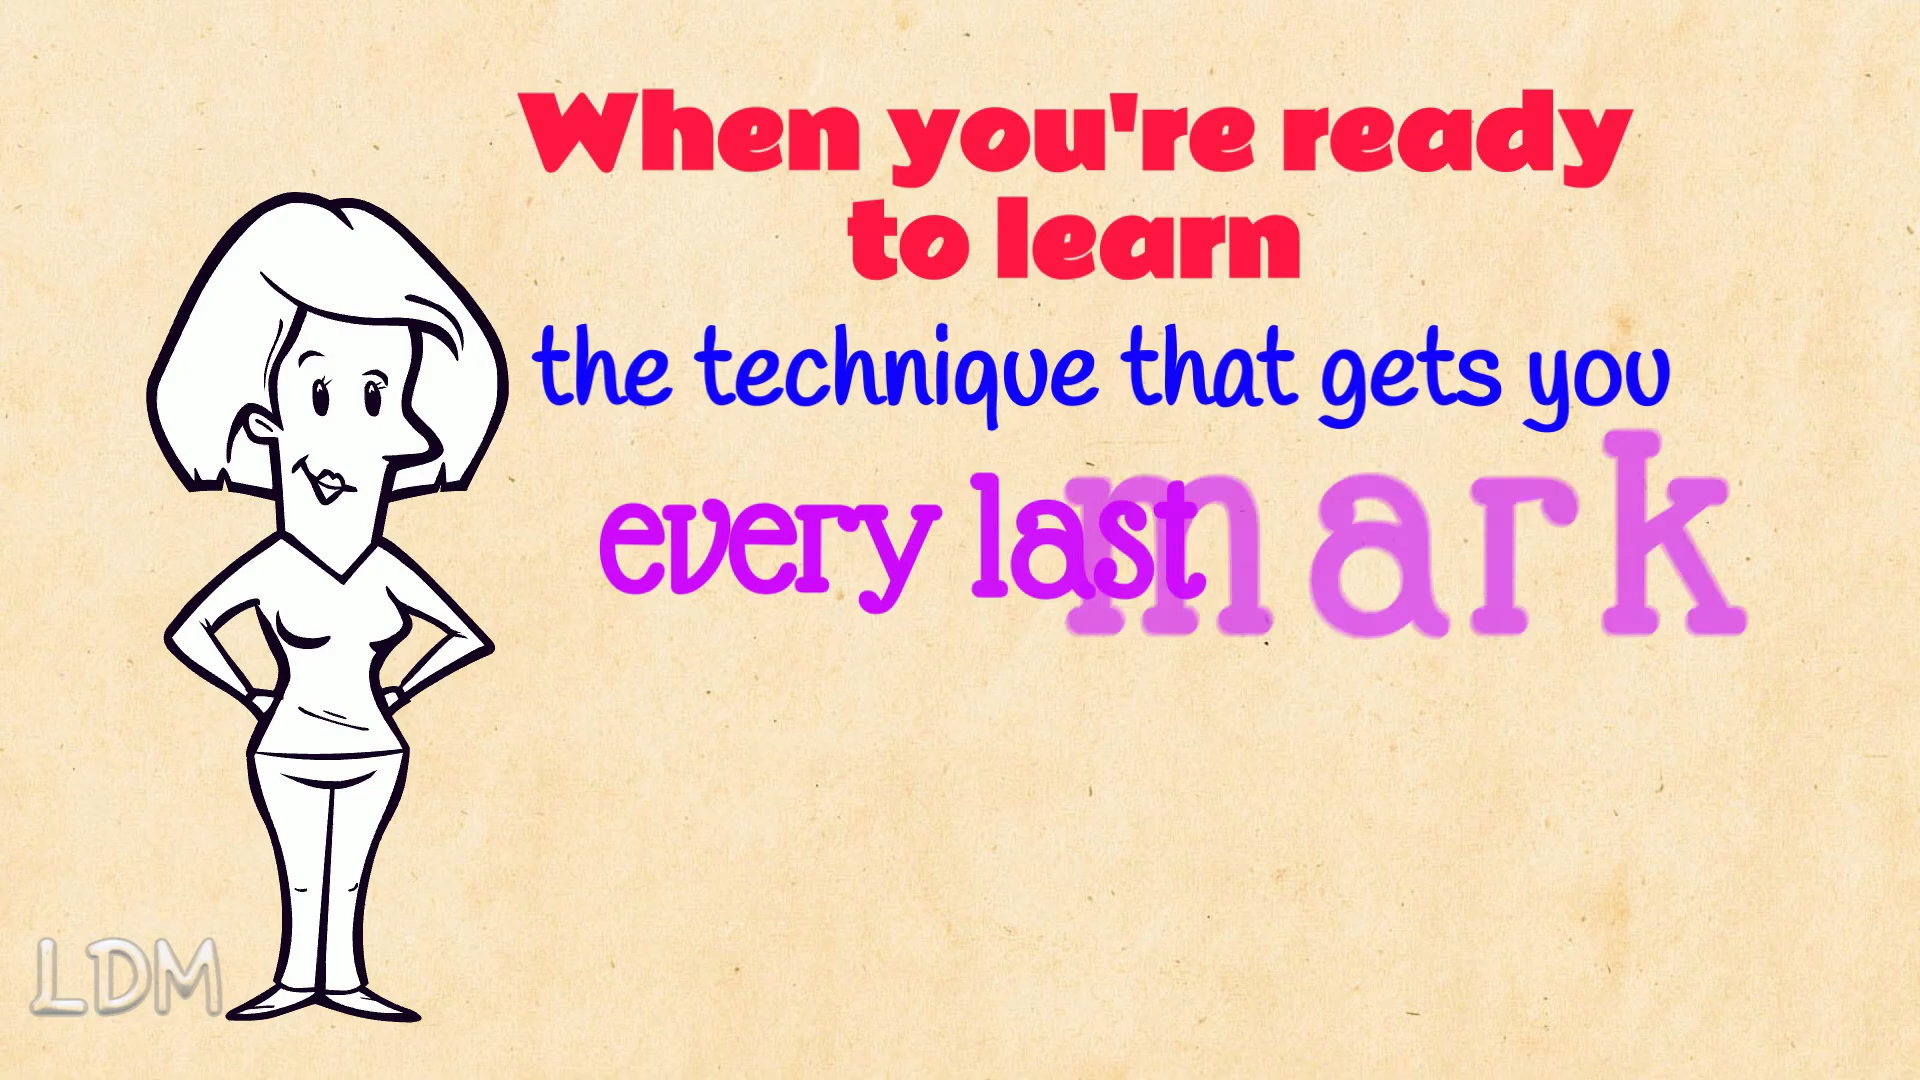 When you're ready
to learn
the technique that gets you
every last mark
LDM